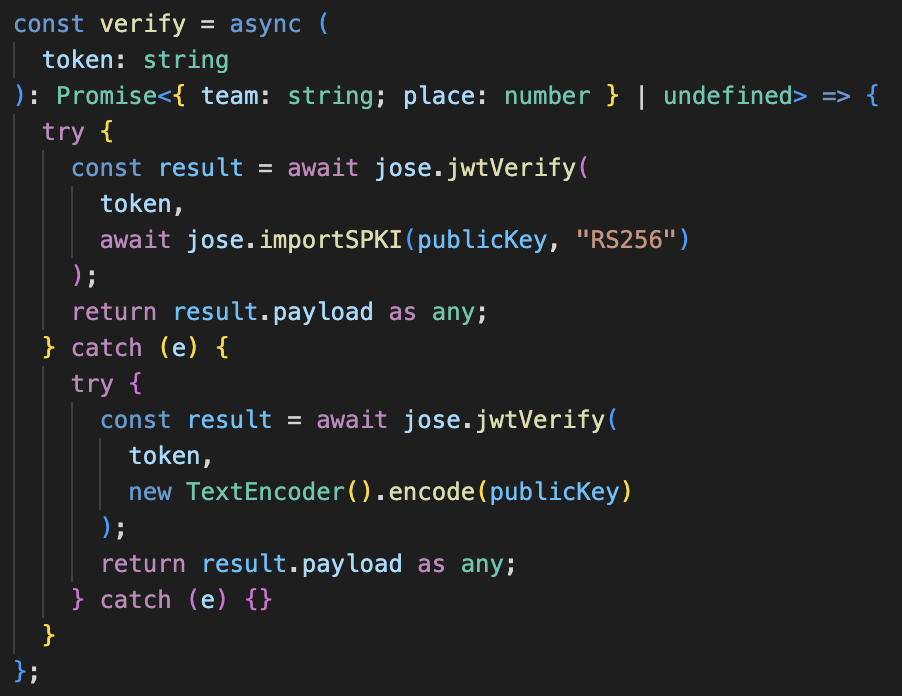 const verify = async (
  token: string
): Promise<{ team: string; place: number } | undefined> => {
  try {
    const result = await jose.jwtVerify(
      token,
      await jose.importSPKI(publicKey, "RS256")
    );
    return result.payload as any;
  } catch (e) {
    try {
      const result = await jose.jwtVerify(
        token,
        new TextEncoder().encode(publicKey)
      );
      return result.payload as any;
    } catch (e) {}
  }
};